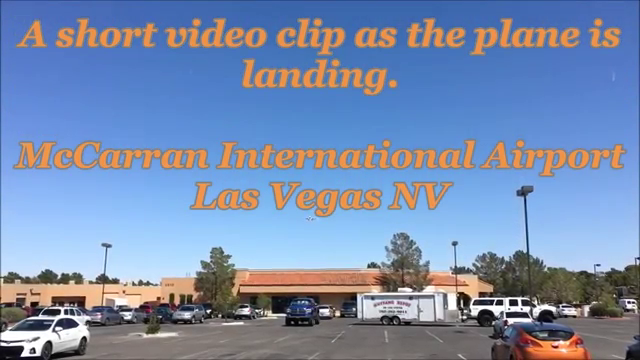 A short video clip as the plane is
landing.
McCarran International Airport
Las Vegas NV